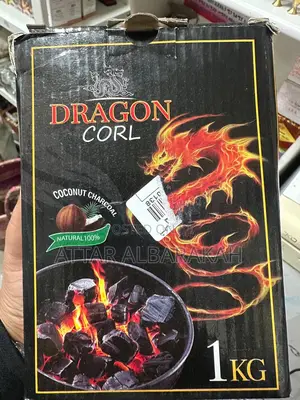 DRAGON
CORL
COCONUT CHARCOAL
NATURAL 100%
ATTAR ALBARAKAH
1KG